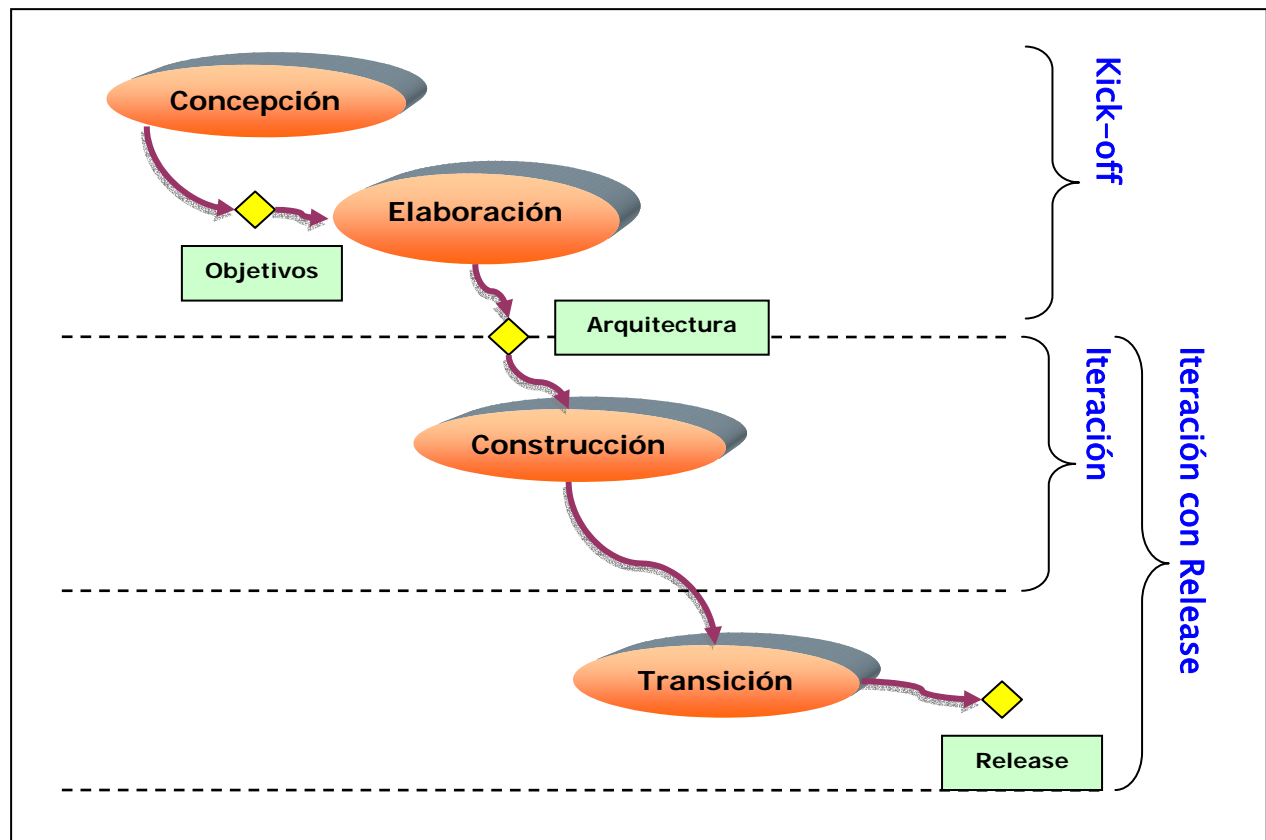 Concepción
Kick-off
Elaboración
Objetivos
Arquitectura
Iteración
Iteración con Release
Construcción
Transición
Release